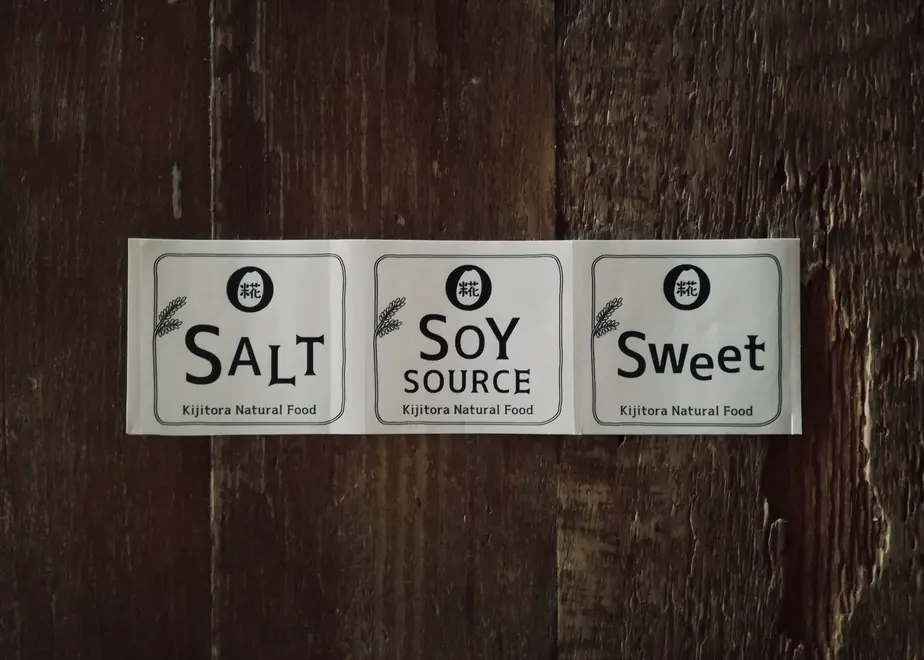 糀
SALT
Kijitora Natural Food
糀
SOY
SOURCE
Kijitora Natural Food
糀
Sweet
Kijitora Natural Food